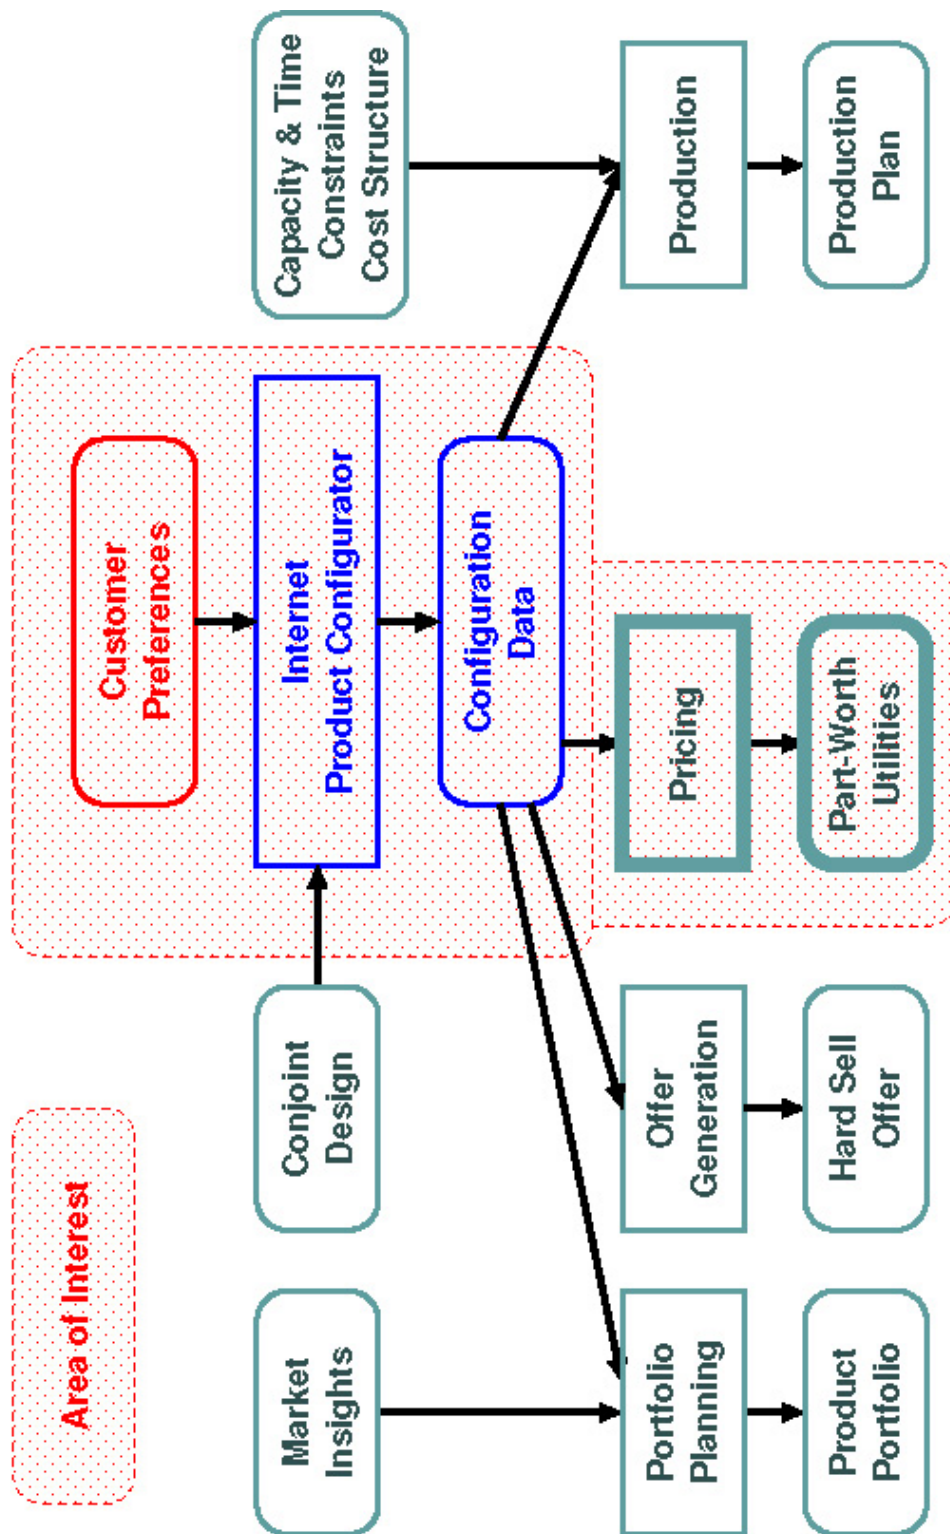 Area of Interest
Customer
Preferences
Market
Insights
Conjoint
Design
Internet
Product Configurator
Capacity & Time
Constraints
Cost Structure
Configuration
Data
Portfolio
Planning
Offer
Generation
Pricing
Production
Product
Portfolio
Hard Sell
Offer
Part-Worth
Utilities
Production
Plan